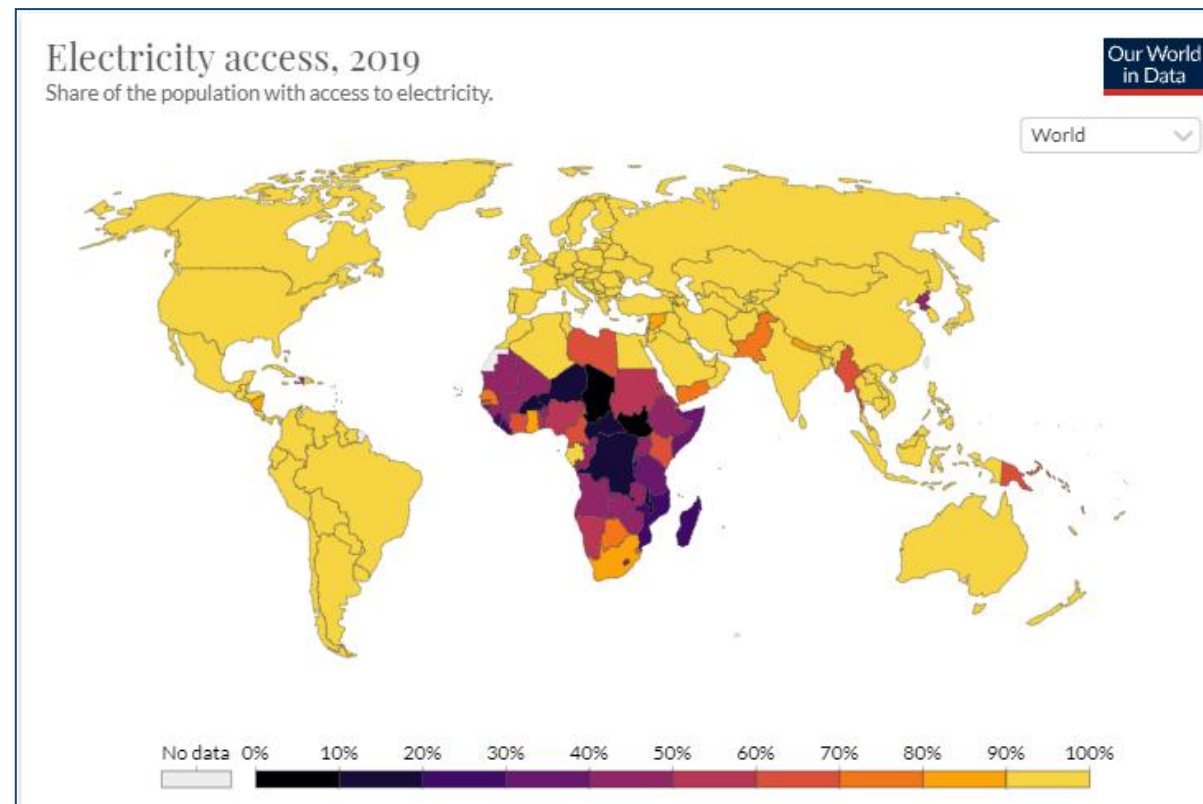 Electricity access, 2019
Share of the population with access to electricity.
Our World
in Data
World
No data 0% 10% 20% 30% 40% 50% 60% 70% 80% 90% 100%